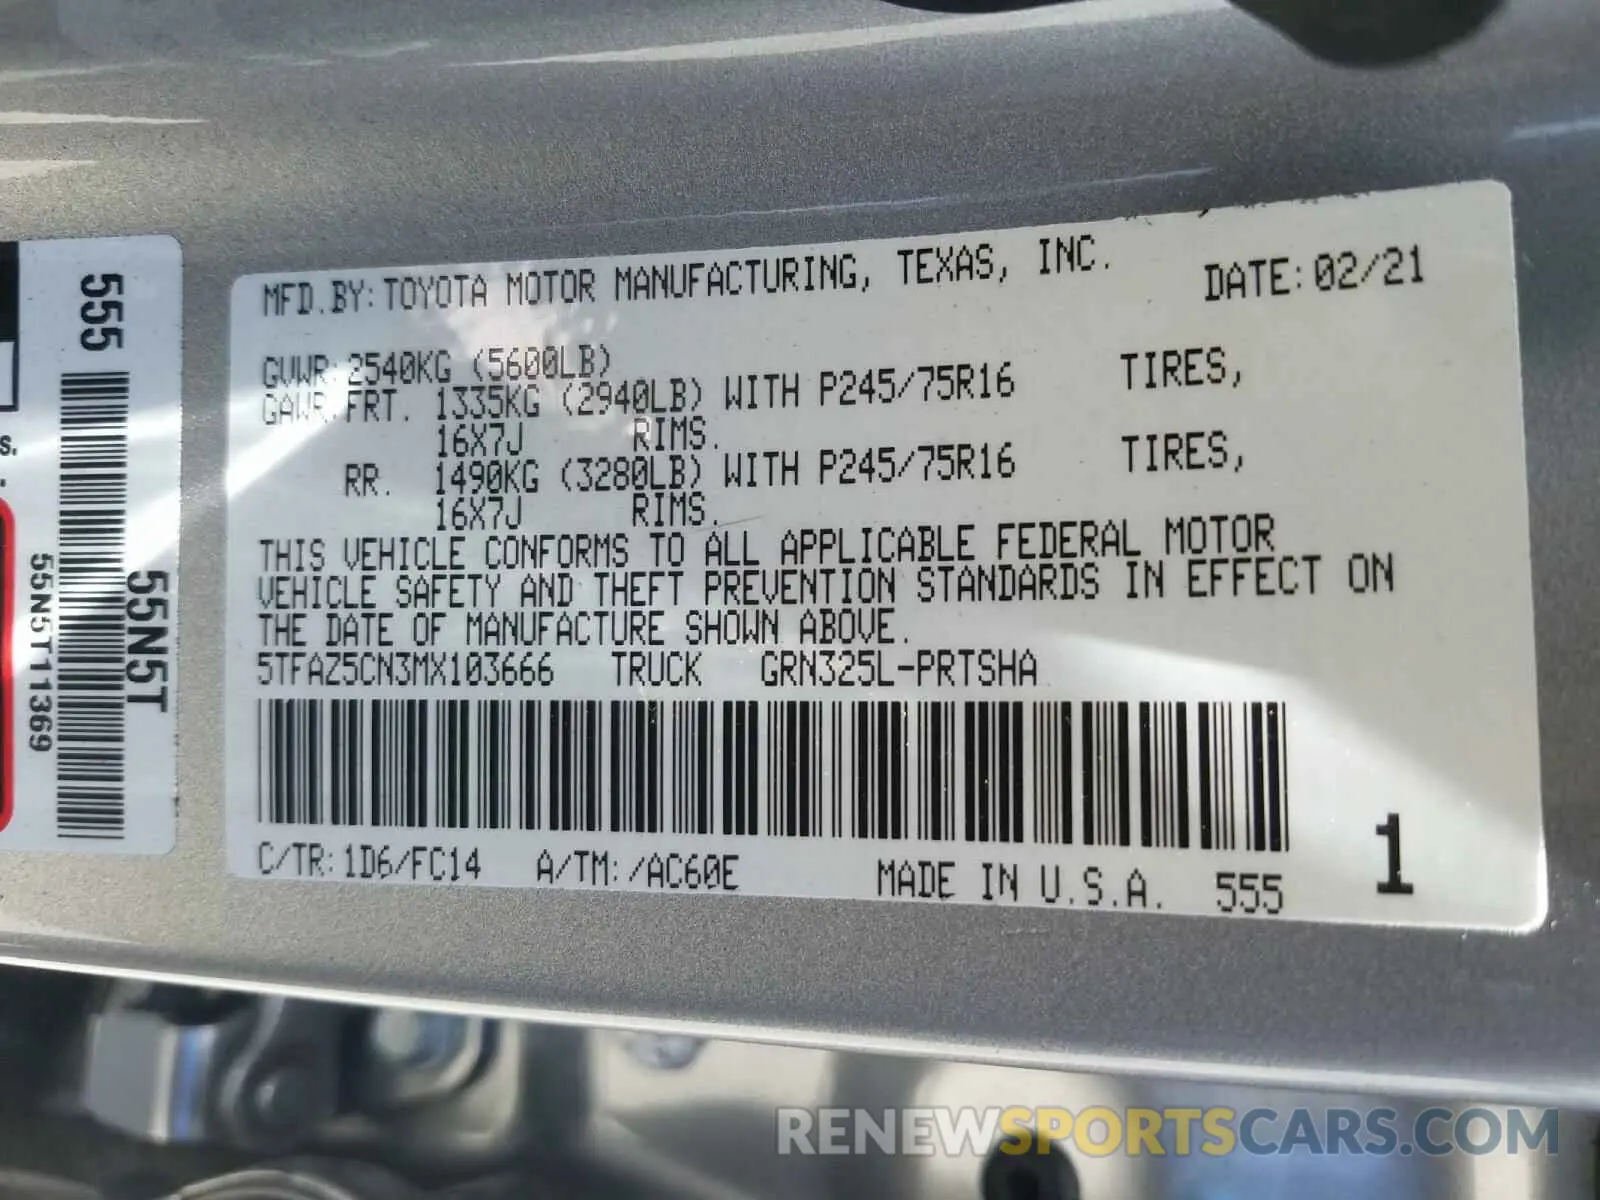 555
55N5T
55N5T11369
s.
MFD.BY:TOYOTA MOTOR MANUFACTURING, TEXAS, INC. DATE:02/21
GVWR:2540KG (5600LB)
GAWR:FRT. 1335KG (2940LB) WITH P245/75R16 TIRES,
16X7J RIMS.
RR. 1490KG (3280LB) WITH P245/75R16 TIRES,
16X7J RIMS.
THIS VEHICLE CONFORMS TO ALL APPLICABLE FEDERAL MOTOR
VEHICLE SAFETY AND THEFT PREVENTION STANDARDS IN EFFECT ON
THE DATE OF MANUFACTURE SHOWN ABOVE.
5TFAZ5CN3MX103666 TRUCK GRN325L-PRTSHA
C/TR:1D6/FC14 A/TM:/AC60E MADE IN U.S.A. 555 1
RENEWSPORTSCARS.COM